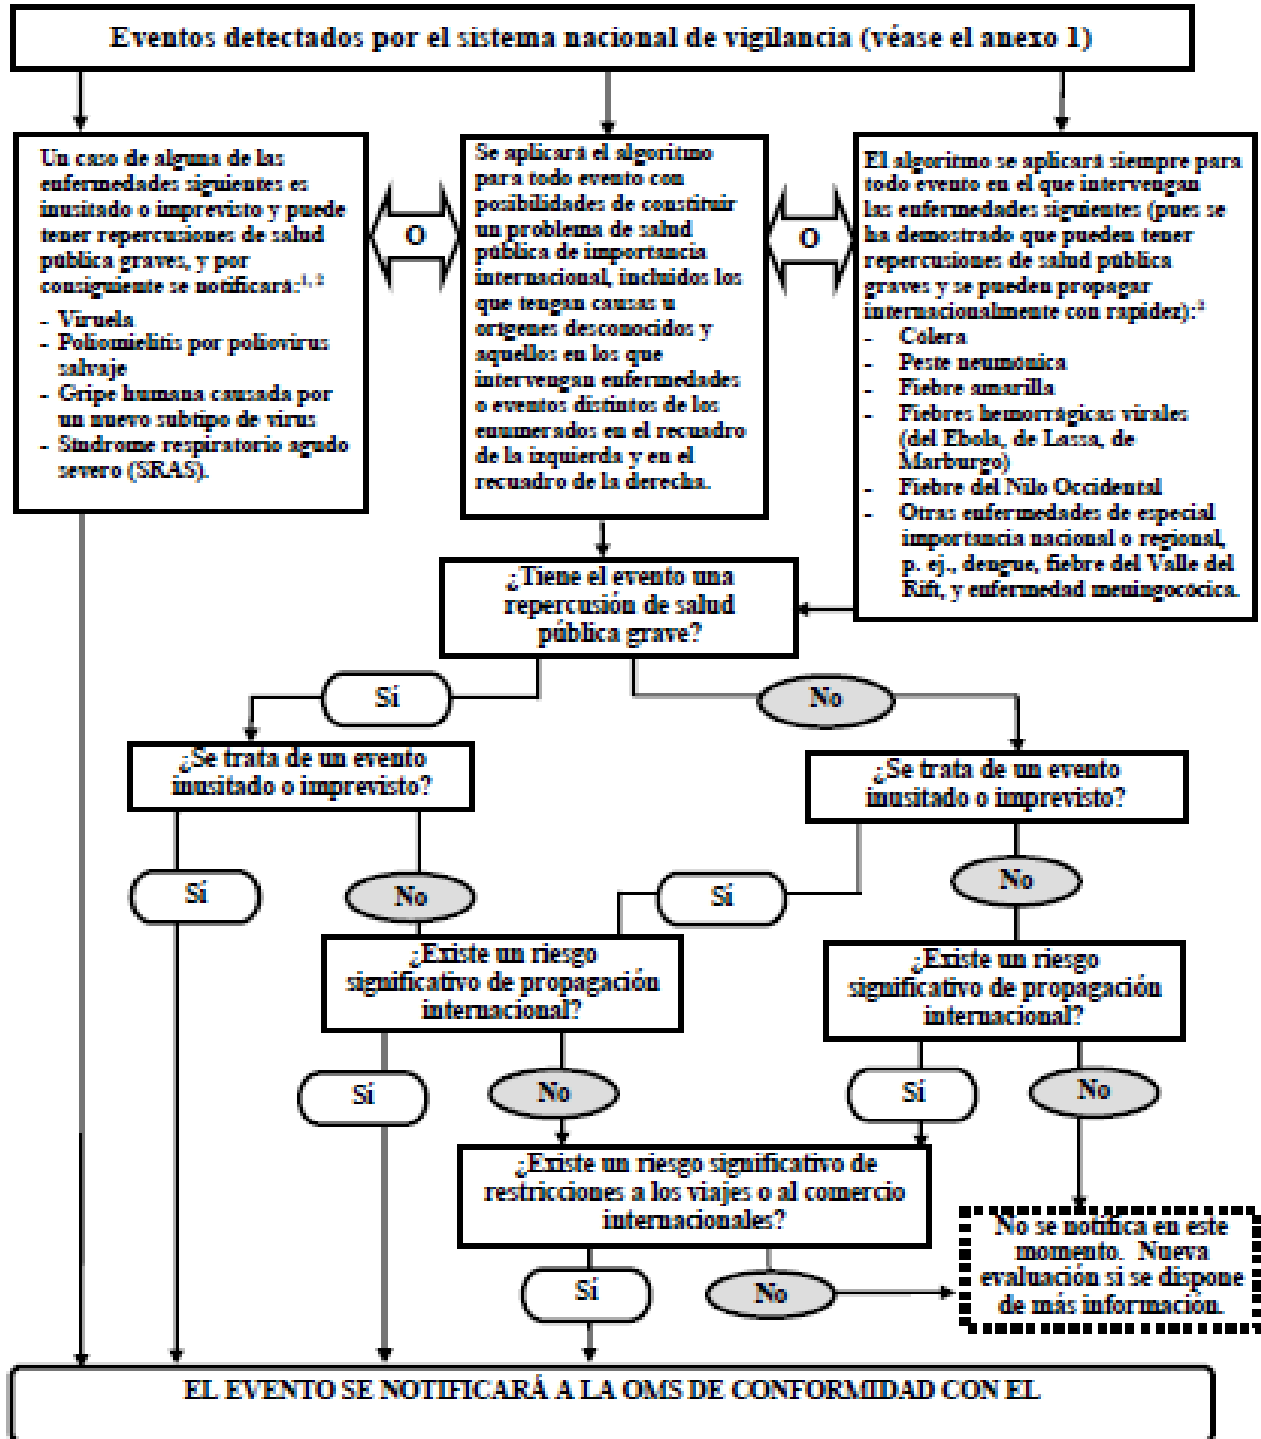 Eventos detectados por el sistema nacional de vigilancia (véase el anexo 1)
Un caso de alguna de las
enfermedades siguientes es
inusitado o imprevisto y puede
tener repercusiones de salud
pública graves, y por
consiguiente se notificará:¹, ²
- Viruela
- Poliomielitis por poliovirus
salvaje
- Gripe humana causada por
un nuevo subtipo de virus
- Síndrome respiratorio agudo
severo (SRAS).
O
Se aplicará el algoritmo
para todo evento con
posibilidades de constituir
un problema de salud
pública de importancia
internacional, incluidos los
que tengan causas u
orígenes desconocidos y
aquellos en los que
intervengan enfermedades
o eventos distintos de los
enumerados en el recuadro
de la izquierda y en el
recuadro de la derecha.
O
El algoritmo se aplicará siempre para
todo evento en el que intervengan
las enfermedades siguientes (pues se
ha demostrado que pueden tener
repercusiones de salud pública
graves y se pueden propagar
internacionalmente con rapidez):²
- Cólera
- Peste neumónica
- Fiebre amarilla
- Fiebres hemorrágicas virales
(del Ebola, de Lassa, de
Marburgo)
- Fiebre del Nilo Occidental
- Otras enfermedades de especial
importancia nacional o regional,
p. ej., dengue, fiebre del Valle del
Rift, y enfermedad meningocócica.
¿Tiene el evento una
repercusión de salud
pública grave?
Sí
No
¿Se trata de un evento
inusitado o imprevisto?
¿Se trata de un evento
inusitado o imprevisto?
Sí
No
Sí
No
¿Existe un riesgo
significativo de propagación
internacional?
¿Existe un riesgo
significativo de propagación
internacional?
Sí
No
Sí
No
¿Existe un riesgo significativo de
restricciones a los viajes o al comercio
internacionales?
No se notifica en este
momento. Nueva
evaluación si se dispone
de más información.
Sí
No
EL EVENTO SE NOTIFICARÁ A LA OMS DE CONFORMIDAD CON EL